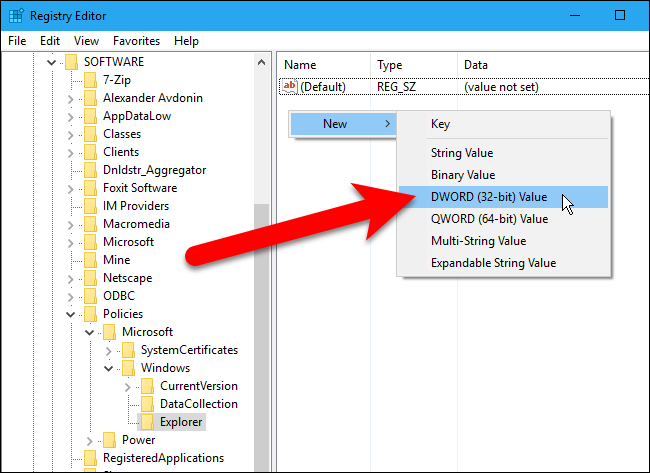 Registry Editor
File Edit View Favorites Help
SOFTWARE
7-Zip
Alexander Avdonin
AppDataLow
Classes
Clients
Dnldstr_Aggregator
Foxit Software
IM Providers
Macromedia
Microsoft
Mine
Netscape
ODBC
Policies
Microsoft
SystemCertificates
Windows
CurrentVersion
DataCollection
Explorer
Power
RegisteredApplications
Name Type Data
ab (Default) REG_SZ (value not set)
New
Key
String Value
Binary Value
DWORD (32-bit) Value
QWORD (64-bit) Value
Multi-String Value
Expandable String Value